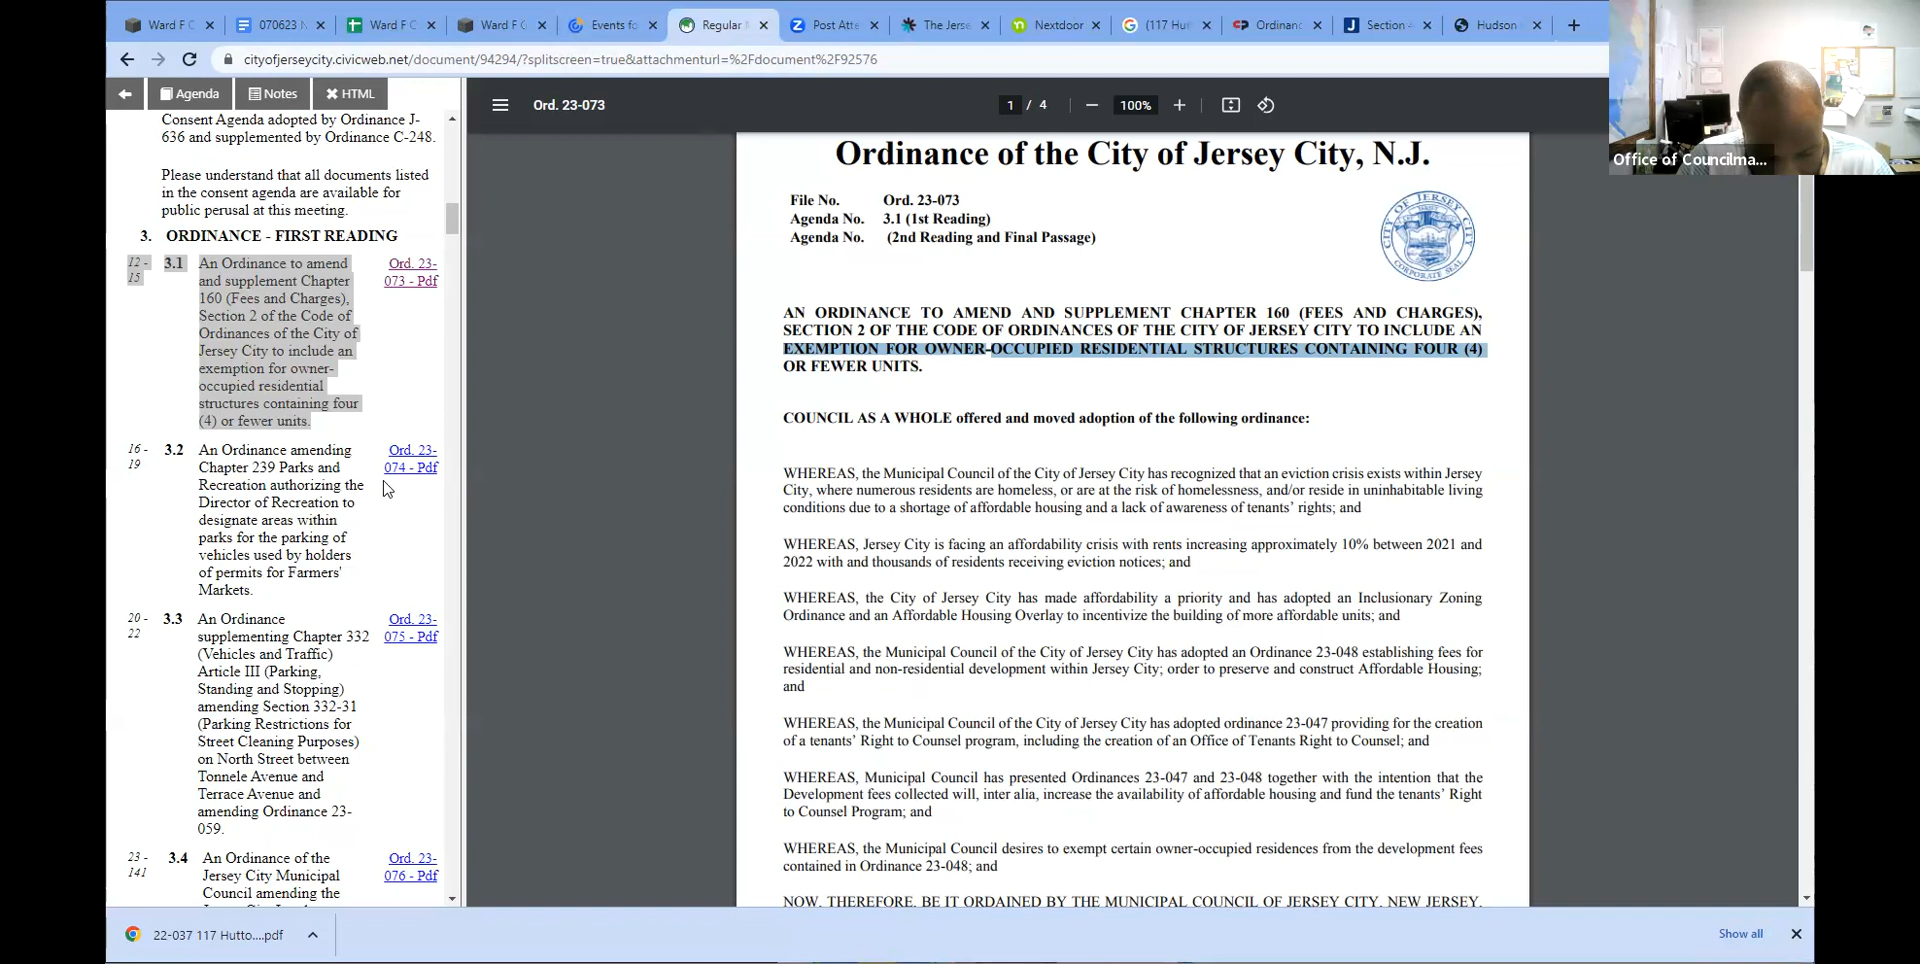 Ward F C
070623 N
Ward F C
Ward F C
Events fo
Regular
Post Atte
The Jerse
Nextdoor
(117 Hut
Ordinanc
Section
Hudson
cityofjerseycity.civicweb.net/document/94294/?splitscreen=true&attachmenturl=%2Fdocument%2F92576
Agenda
Notes
HTML
Consent Agenda adopted by Ordinance J-
636 and supplemented by Ordinance C-248.
Please understand that all documents
listed in the consent agenda are available for
public perusal at this meeting.
3. ORDINANCE - FIRST READING
12 -
15
3.1
An Ordinance to amend
and supplement Chapter
160 (Fees and Charges),
Section 2 of the Code of
Ordinances of the City of
Jersey City to include an
exemption for owner-
occupied residential
structures containing four
(4) or fewer units.
Ord. 23-
073 - Pdf
16 -
19
3.2
An Ordinance amending
Chapter 239 Parks and
Recreation authorizing the
Director of Recreation to
designate areas within
parks for the parking of
vehicles used by holders
of permits for Farmers'
Markets.
Ord. 23-
074 - Pdf
20 -
22
3.3
An Ordinance
supplementing Chapter 332
(Vehicles and Traffic)
Article III (Parking,
Standing and Stopping)
amending Section 332-31
(Parking Restrictions for
Street Cleaning Purposes)
on North Street between
Tonnele Avenue and
Terrace Avenue and
amending Ordinance 23-
059.
Ord. 23-
075 - Pdf
23 -
141
3.4
An Ordinance of the
Jersey City Municipal
Council amending the
Ord. 23-
076 - Pdf
Ord. 23-073
1 / 4
100%
Ordinance of the City of Jersey City, N.J.
File No. Ord. 23-073
Agenda No. 3.1 (1st Reading)
Agenda No. (2nd Reading and Final Passage)
CITY OF JERSEY CITY
CORPORATE SEAL
AN ORDINANCE TO AMEND AND SUPPLEMENT CHAPTER 160 (FEES AND CHARGES),
SECTION 2 OF THE CODE OF ORDINANCES OF THE CITY OF JERSEY CITY TO INCLUDE AN
EXEMPTION FOR OWNER-OCCUPIED RESIDENTIAL STRUCTURES CONTAINING FOUR (4)
OR FEWER UNITS.
COUNCIL AS A WHOLE offered and moved adoption of the following ordinance:
WHEREAS, the Municipal Council of the City of Jersey City has recognized that an eviction crisis exists within Jersey
City, where numerous residents are homeless, or are at the risk of homelessness, and/or reside in uninhabitable living
conditions due to a shortage of affordable housing and a lack of awareness of tenants' rights; and
WHEREAS, Jersey City is facing an affordability crisis with rents increasing approximately 10% between 2021 and
2022 with and thousands of residents receiving eviction notices; and
WHEREAS, the City of Jersey City has made affordability a priority and has adopted an Inclusionary Zoning
Ordinance and an Affordable Housing Overlay to incentivize the building of more affordable units; and
WHEREAS, the Municipal Council of the City of Jersey City has adopted an Ordinance 23-048 establishing fees for
residential and non-residential development within Jersey City; order to preserve and construct Affordable Housing;
and
WHEREAS, the Municipal Council of the City of Jersey City has adopted ordinance 23-047 providing for the creation
of a tenants' Right to Counsel program, including the creation of an Office of Tenants Right to Counsel; and
WHEREAS, Municipal Council has presented Ordinances 23-047 and 23-048 together with the intention that the
Development fees collected will, inter alia, increase the availability of affordable housing and fund the tenants' Right
to Counsel Program; and
WHEREAS, the Municipal Council desires to exempt certain owner-occupied residences from the development fees
contained in Ordinance 23-048; and
NOW, THEREFORE, BE IT ORDAINED BY THE MUNICIPAL COUNCIL OF JERSEY CITY, NEW JERSEY,
Office of Councilma...
22-037 117 Hutto....pdf
Show all